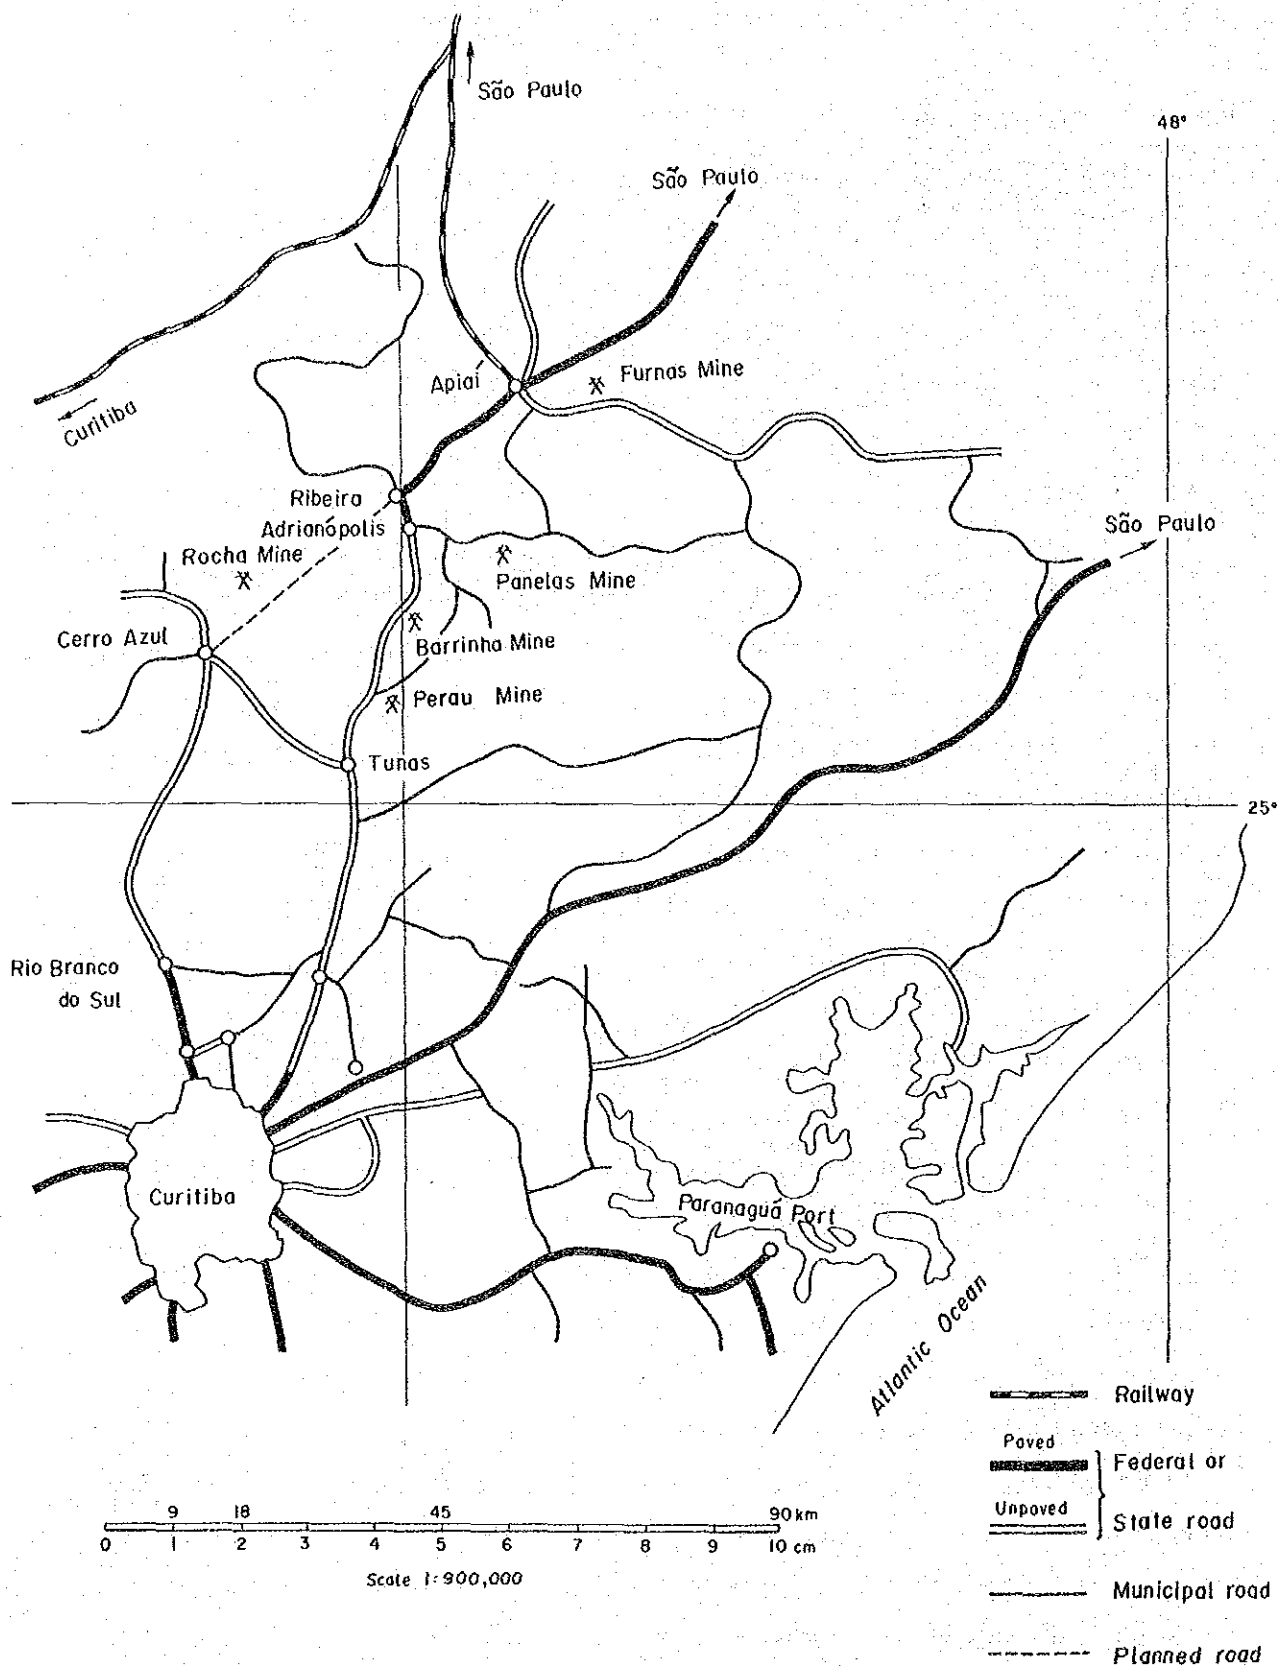 São Paulo
48°
São Paulo
Apiaí
Furnas Mine
Curitiba
Ribeira
Adrianópolis
São Paulo
Rocha Mine
Panelas Mine
Cerro Azul
Barrinha Mine
Perau Mine
Tunas
25°
Rio Branco
do Sul
Curitiba
Paranaguá Port
Atlantic Ocean
Railway
Paved
Federal or
Unpaved
State road
Municipal road
Planned road
9 18 45 90 km
0 1 2 3 4 5 6 7 8 9 10 cm
Scale 1:900,000